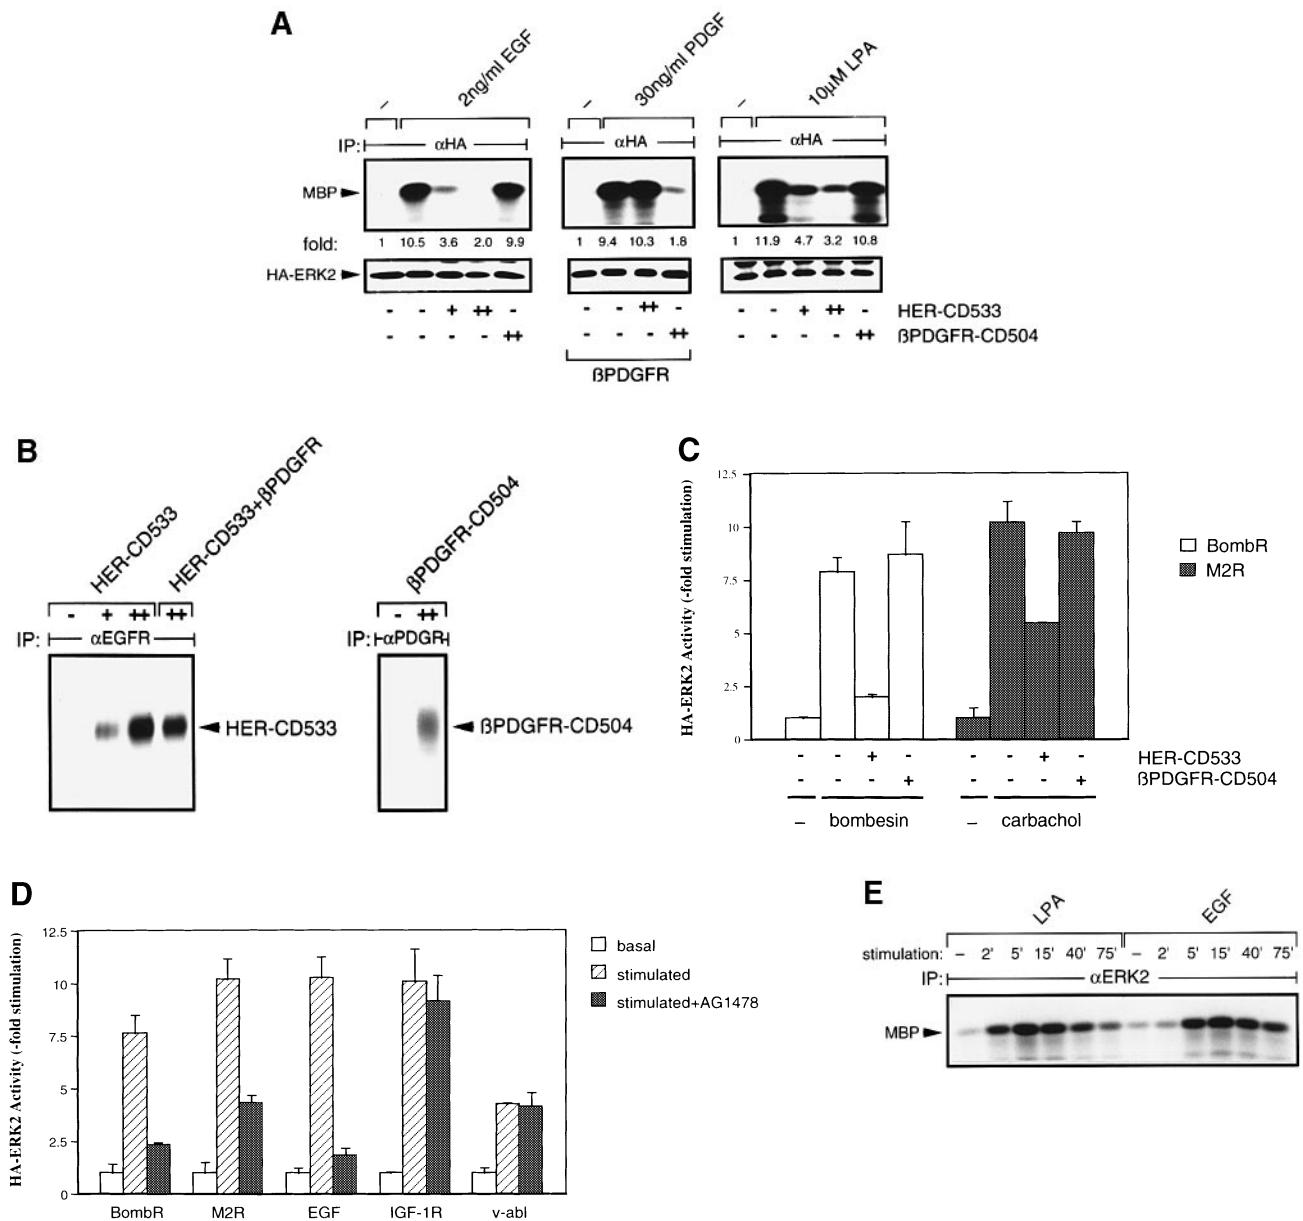 A
– 2ng/ml EGF – 30ng/ml PDGF – 10µM LPA
IP: αHA αHA αHA
MBP
fold: 1 10.5 3.6 2.0 9.9 1 9.4 10.3 1.8 1 11.9 4.7 3.2 10.8
HA-ERK2
- - + ++ - - - ++ - - - + ++ - HER-CD533
- - - - ++ - - - ++ - - - - ++ ßPDGFR-CD504
ßPDGFR
B
HER-CD533 HER-CD533+βPDGFR βPDGFR-CD504
- + ++ ++ - ++
IP: αEGFR IP: αPDGR
HER-CD533 ßPDGFR-CD504
C
HA-ERK2 Activity (-fold stimulation)
12.5
10
7.5
5
2.5
0
BombR
M2R
- - + - - - + - HER-CD533
- - - + - - - + ßPDGFR-CD504
– bombesin – carbachol
D
HA-ERK2 Activity (-fold stimulation)
12.5
10
7.5
5
2.5
0
basal
stimulated
stimulated+AG1478
BombR M2R EGF IGF-1R v-abl
E
LPA EGF
stimulation: – 2' 5' 15' 40' 75' – 2' 5' 15' 40' 75'
IP: αERK2
MBP